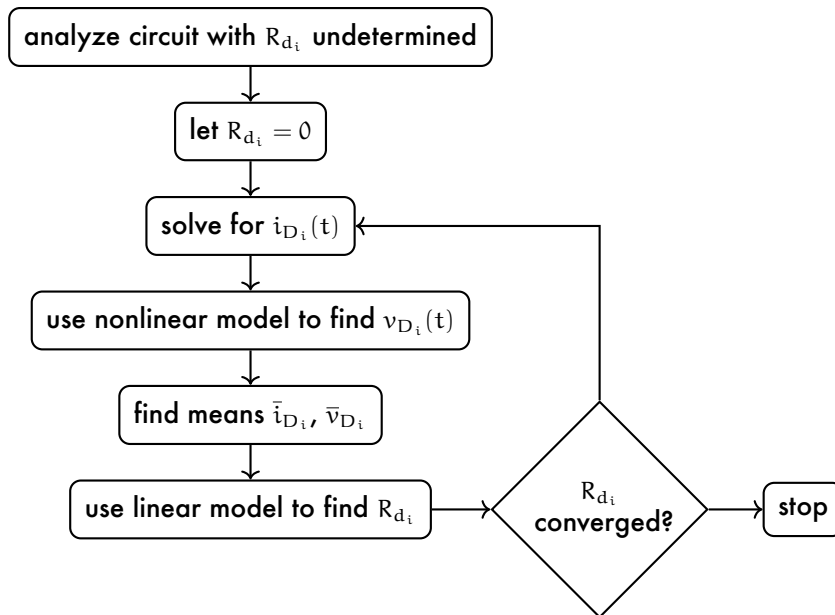 analyze circuit with R_{d_i} undetermined
let R_{d_i} = 0
solve for i_{D_i}(t)
use nonlinear model to find v_{D_i}(t)
find means i̅_{D_i}, v̅_{D_i}
use linear model to find R_{d_i}
R_{d_i}
converged?
stop